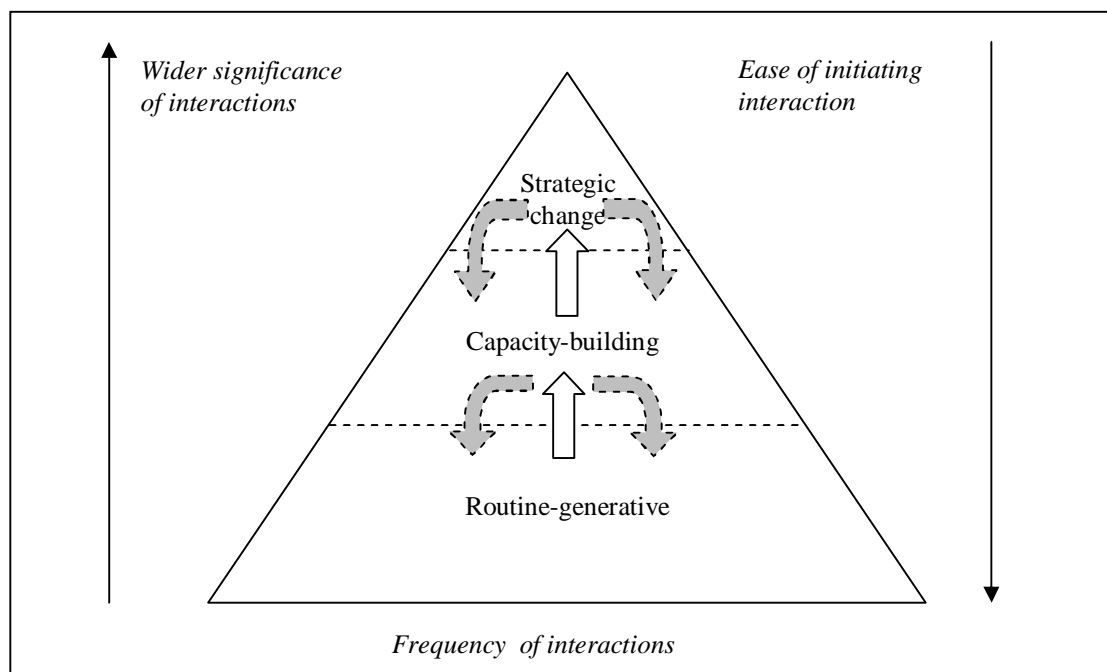 Wider significance
of interactions
Ease of initiating
interaction
Strategic
change
Capacity-building
Routine-generative
Frequency of interactions